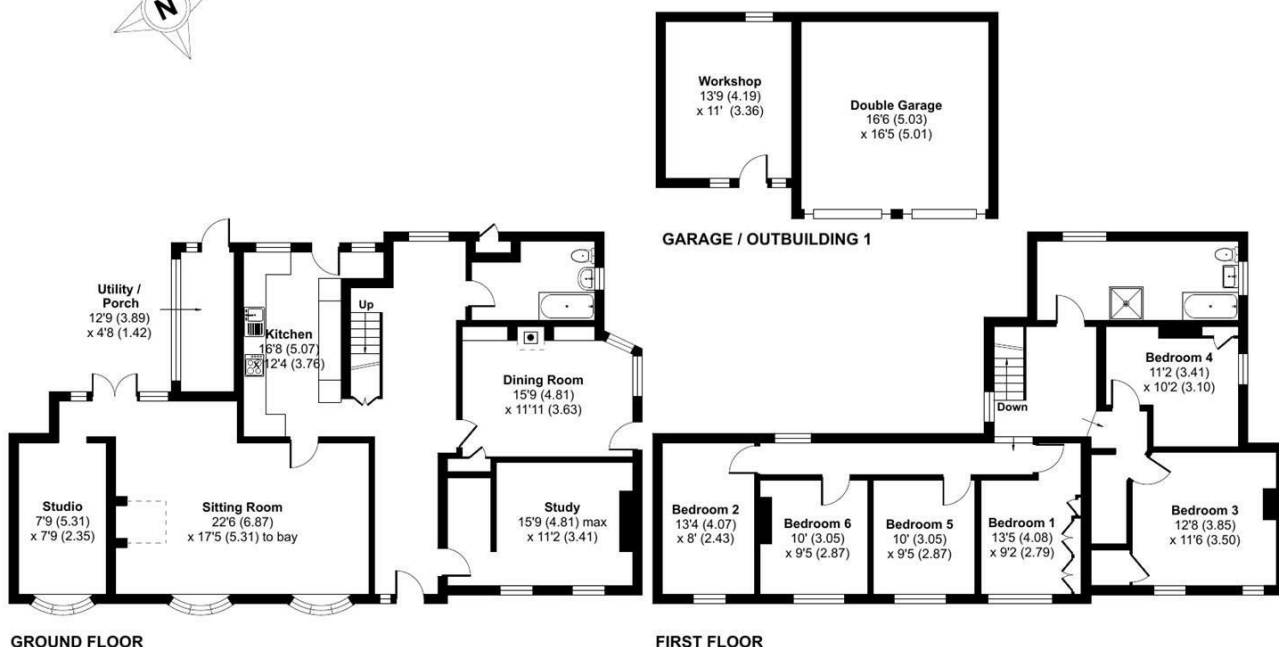 N
Workshop
13'9 (4.19)
x 11' (3.36)
Double Garage
16'6 (5.03)
x 16'5 (5.01)
GARAGE / OUTBUILDING 1
Utility /
Porch
12'9 (3.89)
x 4'8 (1.42)
Kitchen
16'8 (5.07)
x 12'4 (3.76)
Up
Dining Room
15'9 (4.81)
x 11'11 (3.63)
Studio
7'9 (5.31)
x 7'9 (2.35)
Sitting Room
22'6 (6.87)
x 17'5 (5.31) to bay
Study
15'9 (4.81) max
x 11'2 (3.41)
GROUND FLOOR
Down
Bedroom 4
11'2 (3.41)
x 10'2 (3.10)
Bedroom 2
13'4 (4.07)
x 8' (2.43)
Bedroom 6
10' (3.05)
x 9'5 (2.87)
Bedroom 5
10' (3.05)
x 9'5 (2.87)
Bedroom 1
13'5 (4.08)
x 9'2 (2.79)
Bedroom 3
12'8 (3.85)
x 11'6 (3.50)
FIRST FLOOR